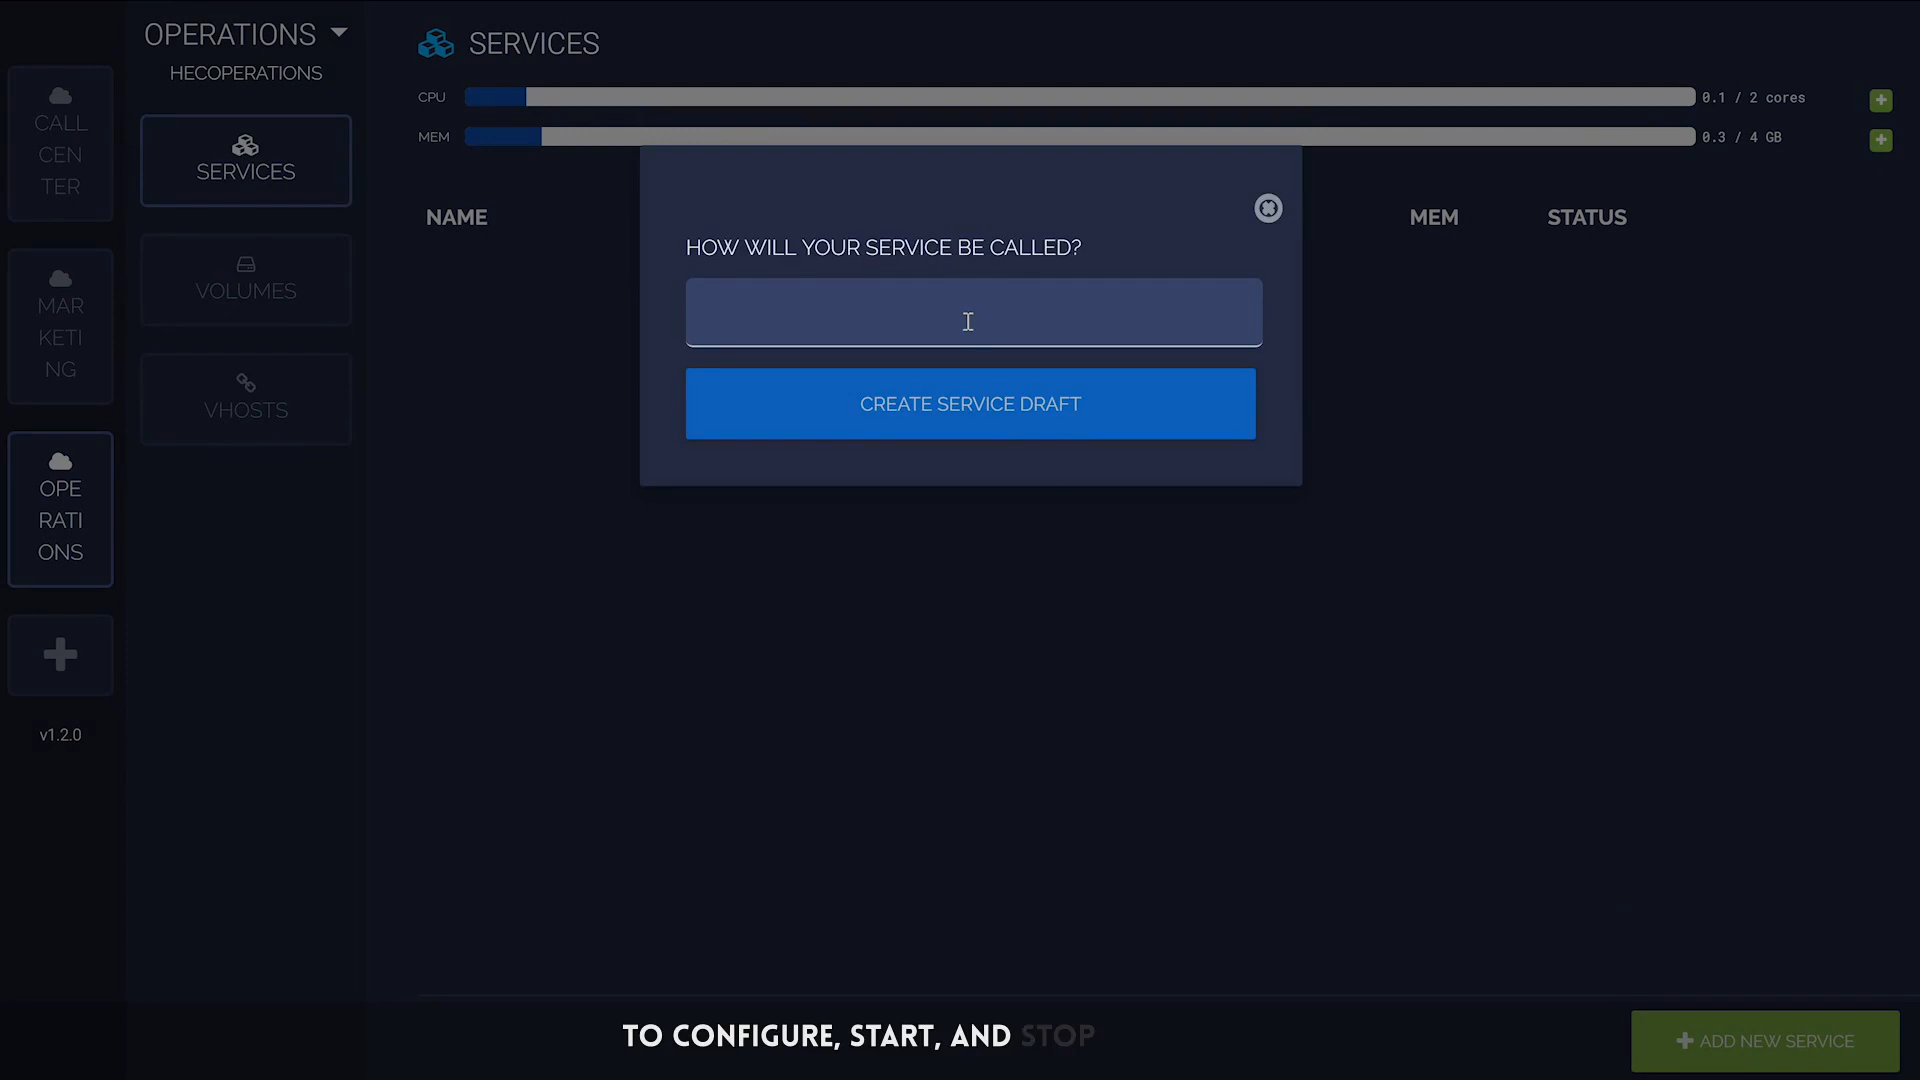 OPERATIONS
HECOPERATIONS
CALL
CEN
TER
MAR
KETI
NG
OPE
RATI
ONS
v1.2.0
SERVICES
VOLUMES
VHOSTS
SERVICES
CPU
0.1 / 2 cores
MEM
0.3 / 4 GB
NAME
MEM
STATUS
HOW WILL YOUR SERVICE BE CALLED?
CREATE SERVICE DRAFT
TO CONFIGURE, START, AND STOP
ADD NEW SERVICE